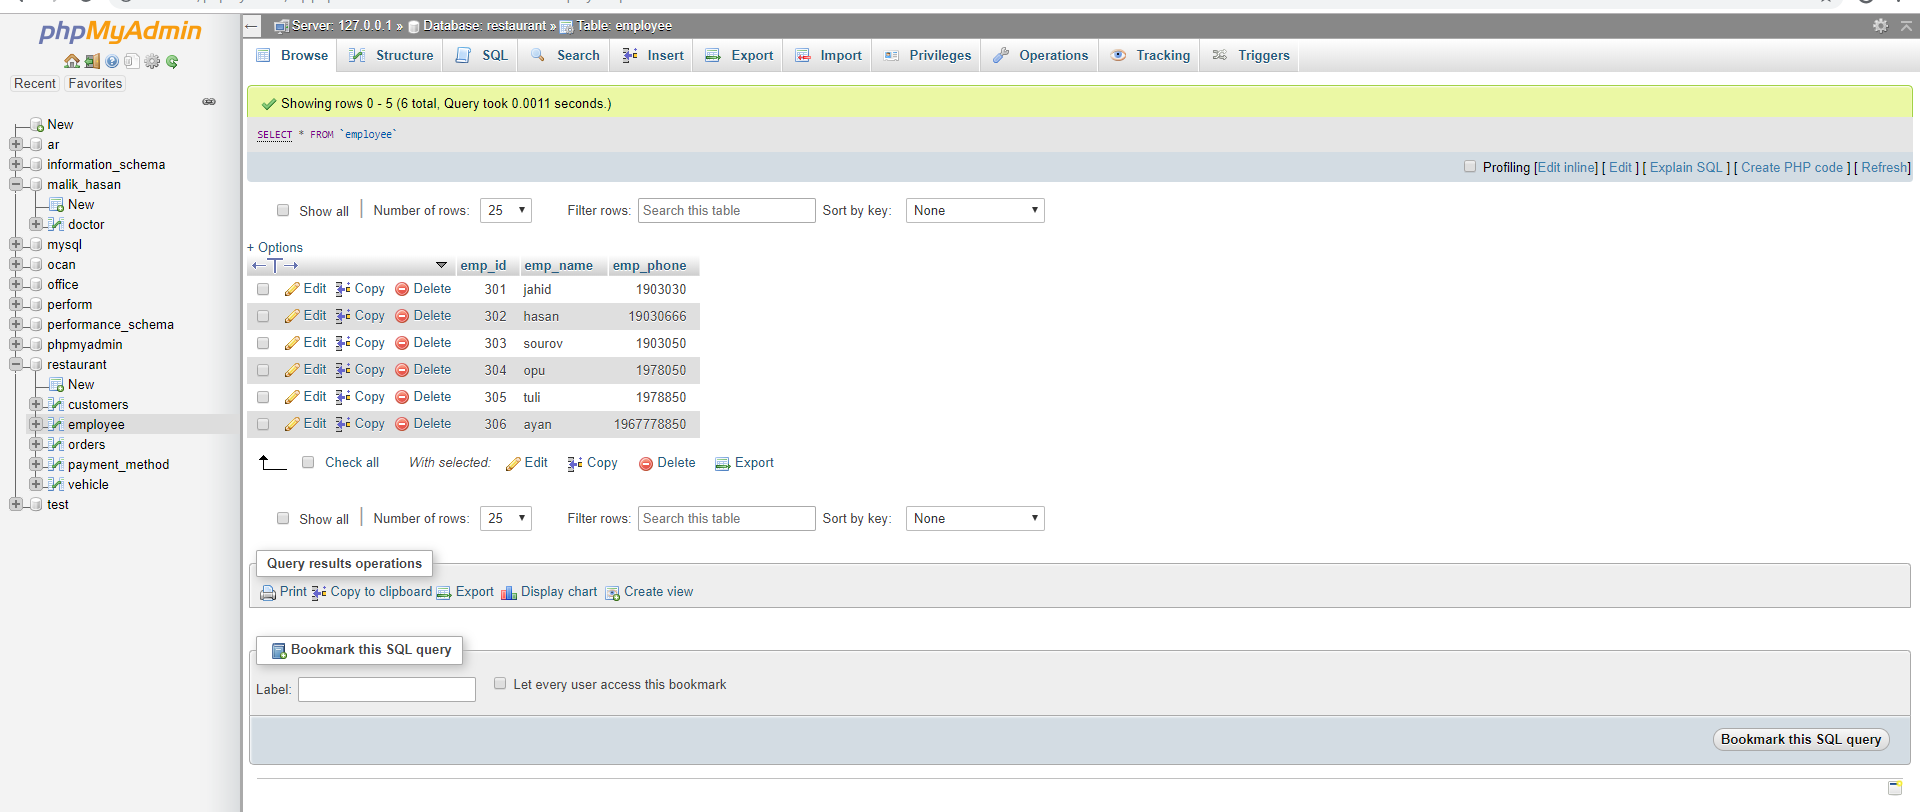 phpMyAdmin
Recent Favorites
New
ar
information_schema
malik_hasan
New
doctor
mysql
ocan
office
perform
performance_schema
phpmyadmin
restaurant
New
customers
employee
orders
payment_method
vehicle
test
Server: 127.0.0.1 » Database: restaurant » Table: employee
Browse Structure SQL Search Insert Export Import Privileges Operations Tracking Triggers
Showing rows 0 - 5 (6 total, Query took 0.0011 seconds.)
SELECT * FROM `employee`
Profiling [Edit inline] [ Edit ] [ Explain SQL ] [ Create PHP code ] [ Refresh]
Show all | Number of rows: 25 Filter rows: Search this table Sort by key: None
+ Options
emp_id emp_name emp_phone
Edit Copy Delete 301 jahid 1903030
Edit Copy Delete 302 hasan 19030666
Edit Copy Delete 303 sourov 1903050
Edit Copy Delete 304 opu 1978050
Edit Copy Delete 305 tuli 1978850
Edit Copy Delete 306 ayan 1967778850
Check all With selected: Edit Copy Delete Export
Show all | Number of rows: 25 Filter rows: Search this table Sort by key: None
Query results operations
Print Copy to clipboard Export Display chart Create view
Bookmark this SQL query
Label: Let every user access this bookmark
Bookmark this SQL query